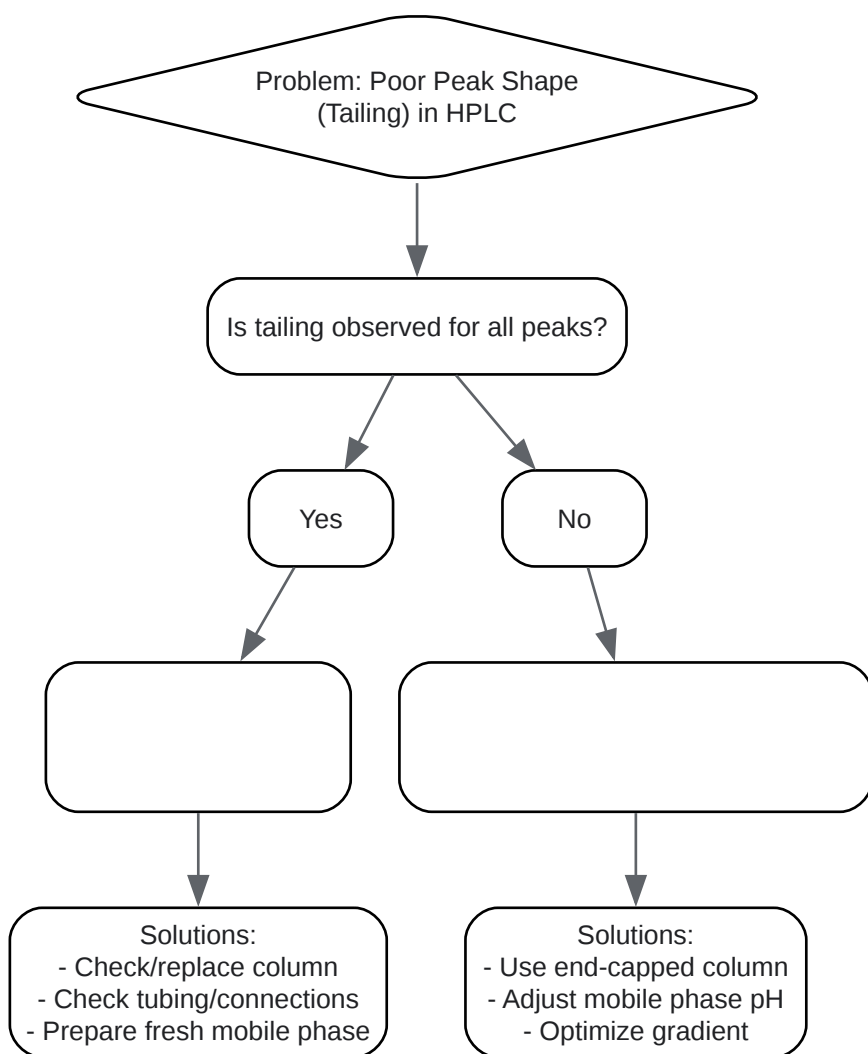 Problem: Poor Peak Shape
(Tailing) in HPLC
Is tailing observed for all peaks?
Yes
No
Solutions:
- Check/replace column
- Check tubing/connections
- Prepare fresh mobile phase
Solutions:
- Use end-capped column
- Adjust mobile phase pH
- Optimize gradient